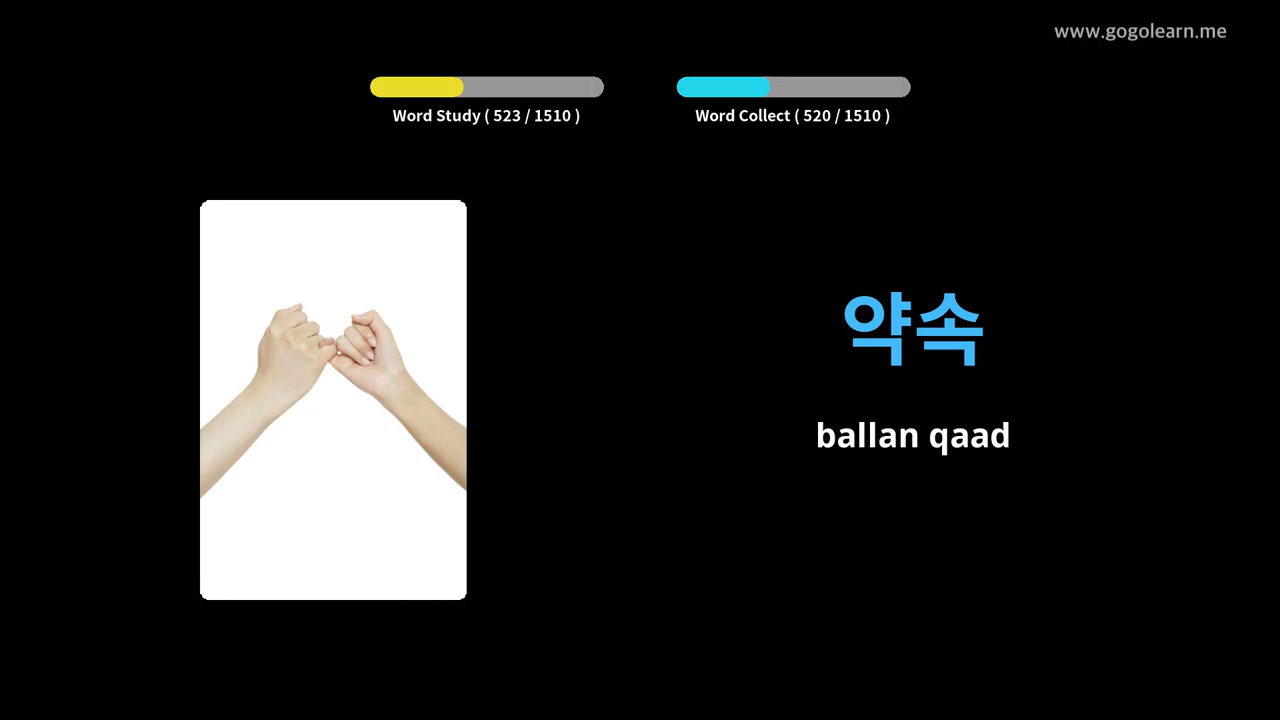 www.gogolearn.me
Word Study ( 523 / 1510 )
Word Collect ( 520 / 1510 )
약속
ballan qaad